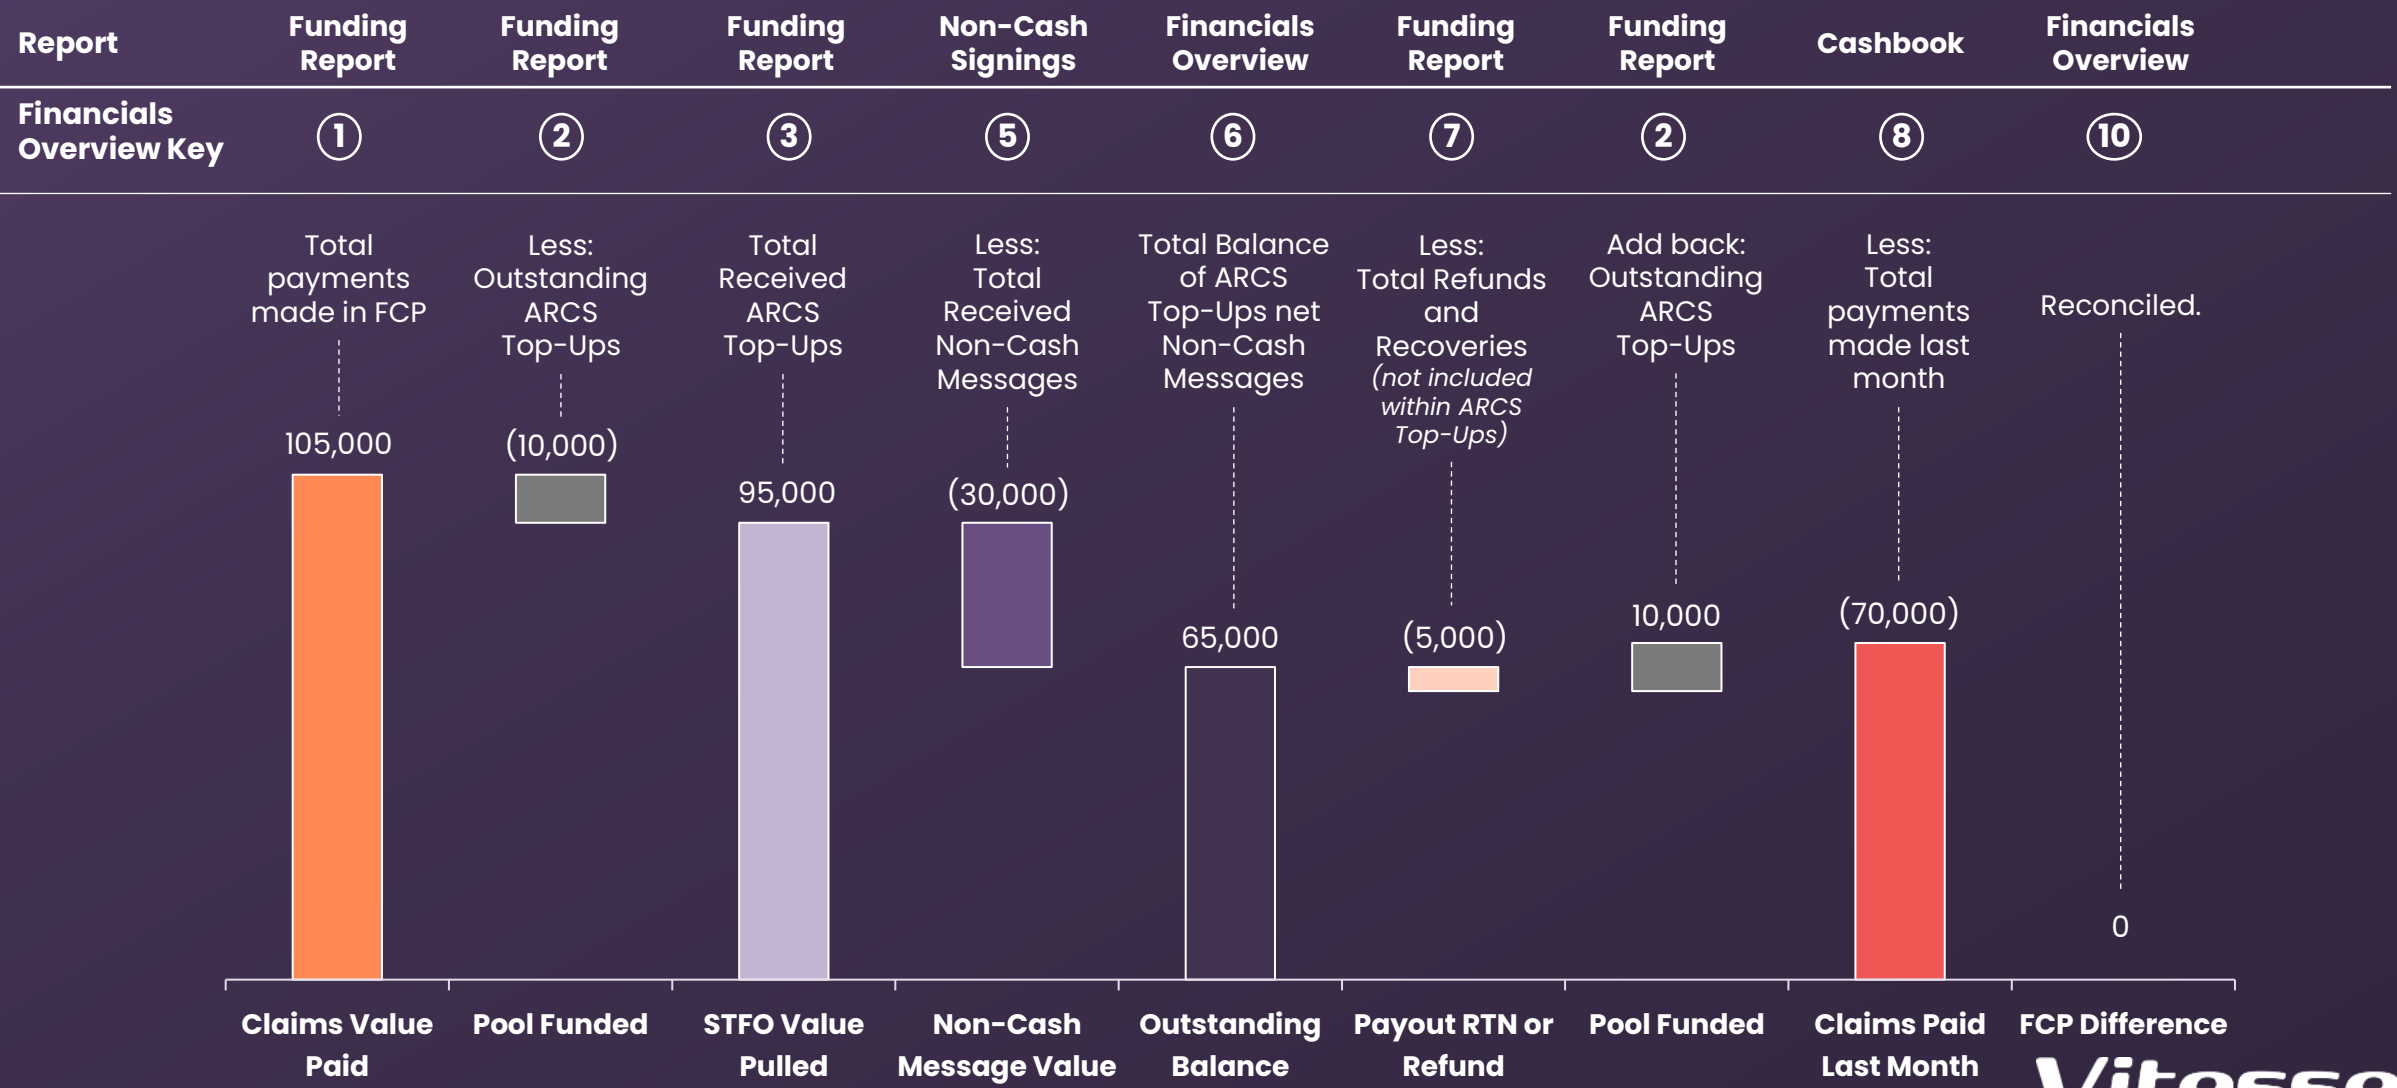 Report
Funding
Report
Funding
Report
Funding
Report
Non-Cash
Signings
Financials
Overview
Funding
Report
Funding
Report
Cashbook
Financials
Overview
Financials
Overview Key
1
2
3
5
6
7
2
8
10
Total
payments
made in FCP
105,000
Less:
Outstanding
ARCS
Top-Ups
(10,000)
Total
Received
ARCS
Top-Ups
95,000
Less:
Total
Received
Non-Cash
Messages
(30,000)
Total Balance
of ARCS
Top-Ups net
Non-Cash
Messages
65,000
Less:
Total Refunds
and
Recoveries
(not included
within ARCS
Top-Ups)
(5,000)
Add back:
Outstanding
ARCS
Top-Ups
10,000
Less:
Total
payments
made last
month
(70,000)
Reconciled.
0
Claims Value
Paid
Pool Funded
STFO Value
Pulled
Non-Cash
Message Value
Outstanding
Balance
Payout RTN or
Refund
Pool Funded
Claims Paid
Last Month
FCP Difference
Vitesse